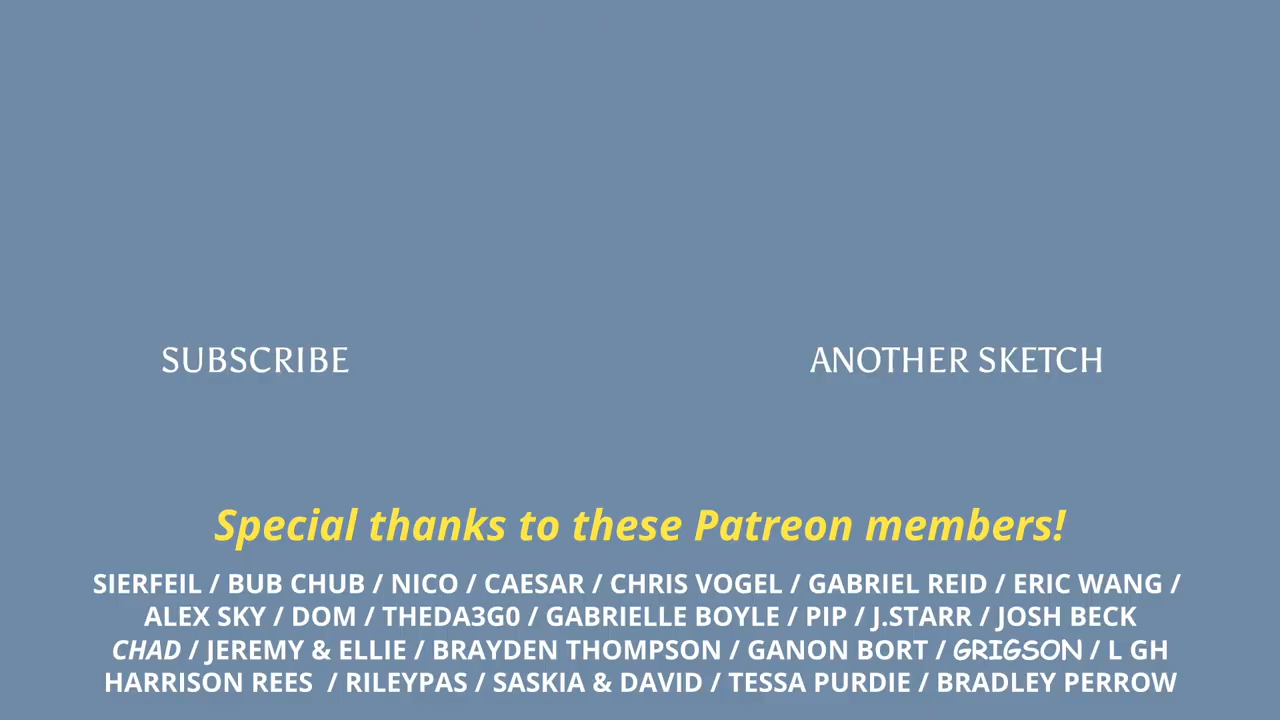 SUBSCRIBE
ANOTHER SKETCH
Special thanks to these Patreon members!
SIERFEIL / BUB CHUB / NICO / CAESAR / CHRIS VOGEL / GABRIEL REID / ERIC WANG /
ALEX SKY / DOM / THEDA3G0 / GABRIELLE BOYLE / PIP / J.STARR / JOSH BECK
CHAD / JEREMY & ELLIE / BRAYDEN THOMPSON / GANON BORT / GRIGSON / L GH
HARRISON REES  / RILEYPAS / SASKIA & DAVID / TESSA PURDIE / BRADLEY PERROW